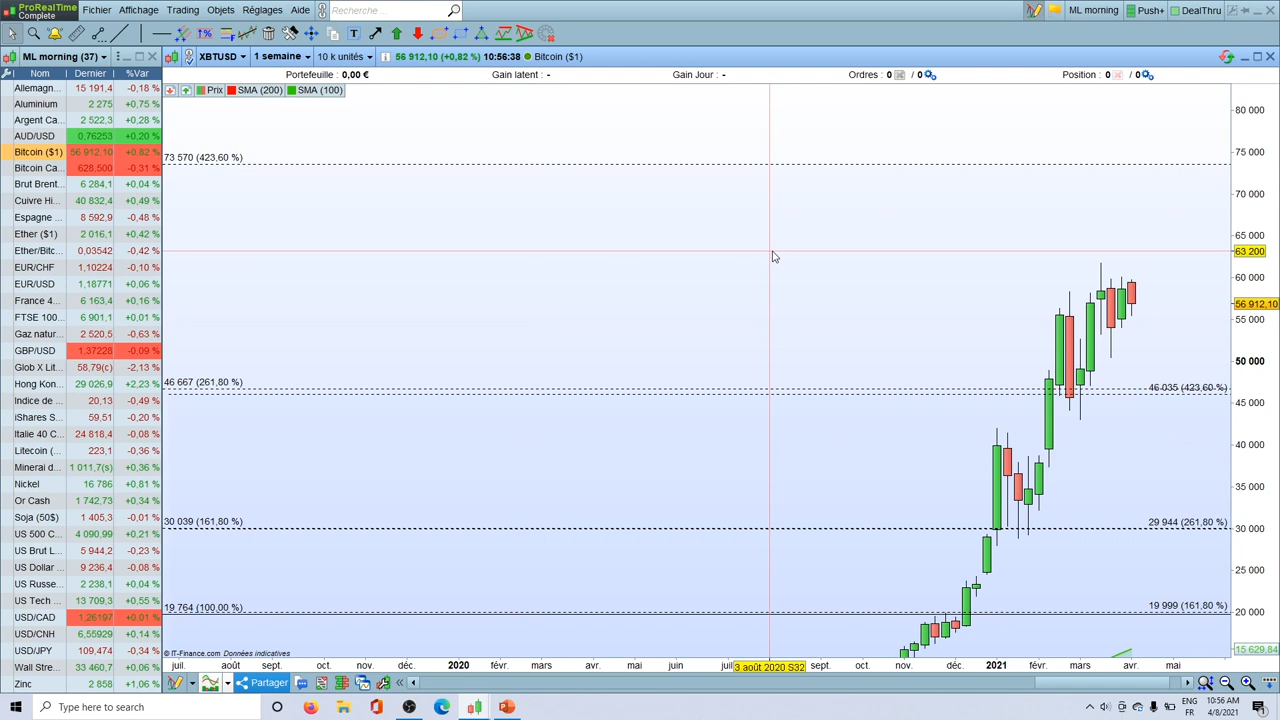 ProRealTime
Complete
Fichier Affichage Trading Objets Réglages Aide Recherche ... ML morning Push+ DealThru
T
ML morning (37) XBTUSD 1 semaine 10 k unités 56 912,10 (+0,82 %) 10:56:38 Bitcoin ($1)
Nom Dernier %Var
Portefeuille : 0,00 € Gain latent : - Gain Jour : - Ordres : 0 / 0 Position : 0 / 0
Prix SMA (200) SMA (100)
Allemagn... 15 191,4 -0,18 %
Aluminium 2 275 +0,75 %
Argent Ca... 2 522,3 +0,28 %
AUD/USD 0,76253 +0,20 %
Bitcoin ($1) 56 912,10 +0,82 %
Bitcoin Ca... 628,500 -0,31 %
Brut Brent... 6 284,1 +0,04 %
Cuivre Hi... 40 832,4 +0,49 %
Espagne ... 8 592,9 -0,48 %
Ether ($1) 2 016,1 +0,42 %
Ether/Bitc... 0,03542 -0,42 %
EUR/CHF 1,10224 -0,10 %
EUR/USD 1,18771 +0,06 %
France 4... 6 163,4 +0,16 %
FTSE 100... 6 901,1 +0,01 %
Gaz natur... 2 520,5 -0,63 %
GBP/USD 1,37228 -0,09 %
Glob X Lit... 58,79(c) -2,13 %
Hong Kon... 29 026,9 +2,23 %
Indice de ... 20,13 -0,49 %
iShares S... 59,51 -0,20 %
Italie 40 C... 24 818,4 -0,08 %
Litecoin (... 223,1 -0,36 %
Minerai d... 1 011,7(s) +0,36 %
Nickel 16 786 +0,81 %
Or Cash 1 742,73 +0,34 %
Soja (50$) 1 405,3 -0,01 %
US 500 C... 4 090,99 +0,21 %
US Brut L... 5 944,2 -0,23 %
US Dollar ... 9 236,4 -0,08 %
US Russe... 2 238,1 +0,04 %
US Tech ... 13 709,3 +0,55 %
USD/CAD 1,26197 +0,01 %
USD/CNH 6,55929 +0,14 %
USD/JPY 109,744 -0,34 %
Wall Stre... 33 460,7 +0,06 %
Zinc 2 858 +1,06 %
73 570 (423,60 %)
46 667 (261,80 %)
46 035 (423,60 %)
30 039 (161,80 %)
29 944 (261,80 %)
19 764 (100,00 %)
19 999 (161,80 %)
80 000
75 000
70 000
65 000
63 200
60 000
56 912,10
55 000
50 000
45 000
40 000
35 000
30 000
25 000
20 000
15 629,84
© IT-Finance.com Données indicatives
juil. août sept. oct. nov. déc. 2020 févr. mars avr. mai juin juil 3 août 2020 S32 sept. oct. nov. déc. 2021 févr. mars avr. mai
Partager
Type here to search
ENG 10:56 AM
FR 4/8/2021